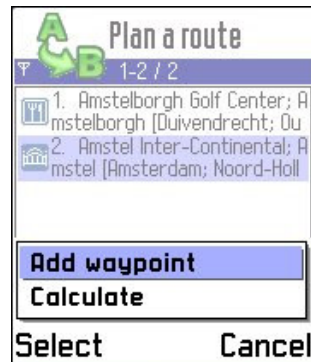 A
B
Plan a route
1-2 / 2
1. Amstelborgh Golf Center; A
mstelborgh [Duivendrecht; Ou
2. Amstel Inter-Continental; A
mstel [Amsterdam; Noord-Holl
Add waypoint
Calculate
Select Cancel